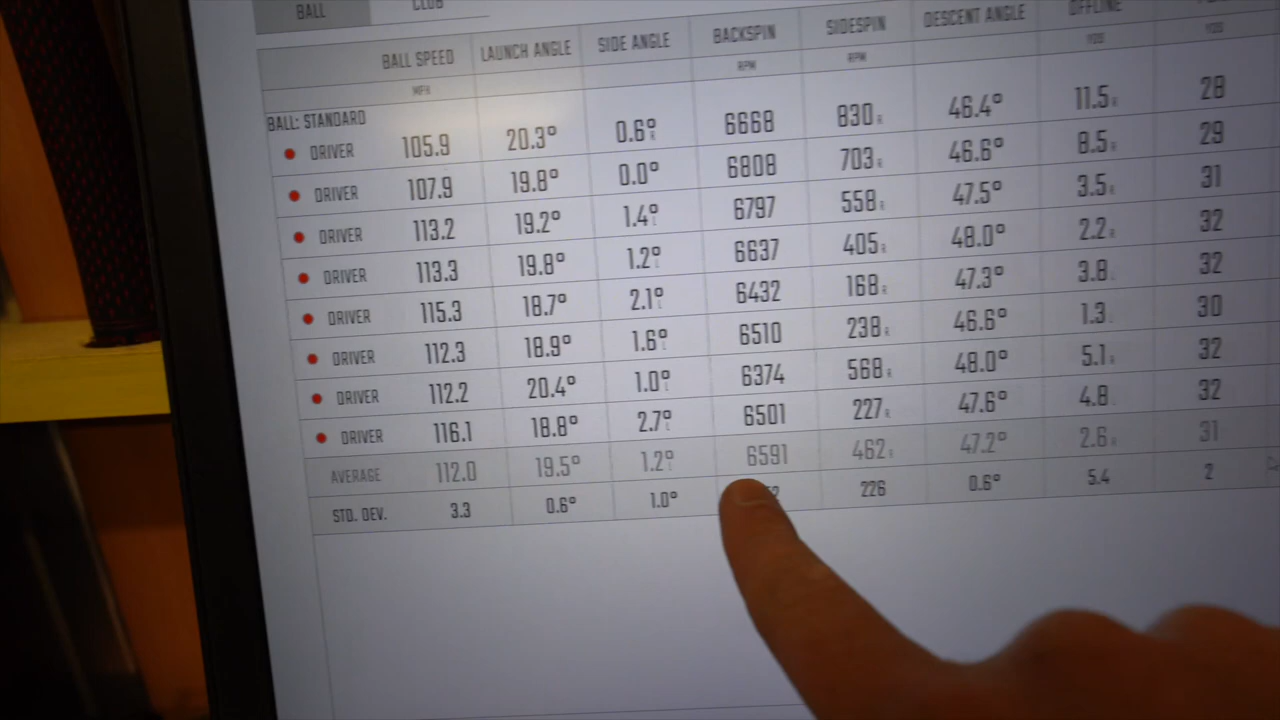 BALL CLUB
BALL SPEED LAUNCH ANGLE SIDE ANGLE BACKSPIN SIDESPIN DESCENT ANGLE OFFLINE
MPH RPM RPM YDS YDS
BALL: STANDARD
DRIVER 105.9 20.3° 0.6° R 6668 830 R 46.4° 11.5 R 28
DRIVER 107.9 19.8° 0.0° 6808 703 R 46.6° 8.5 R 29
DRIVER 113.2 19.2° 1.4° L 6797 558 R 47.5° 3.5 R 31
DRIVER 113.3 19.8° 1.2° L 6637 405 R 48.0° 2.2 R 32
DRIVER 115.3 18.7° 2.1° L 6432 168 R 47.3° 3.8 32
DRIVER 112.3 18.9° 1.6° L 6510 238 R 46.6° 1.3 30
DRIVER 112.2 20.4° 1.0° L 6374 568 R 48.0° 5.1 R 32
DRIVER 116.1 18.8° 2.7° L 6501 227 R 47.6° 4.8 32
AVERAGE 112.0 19.5° 1.2° L 6591 462 R 47.2° 2.6 R 31
STD. DEV. 3.3 0.6° 1.0° 226 0.6° 5.4 2